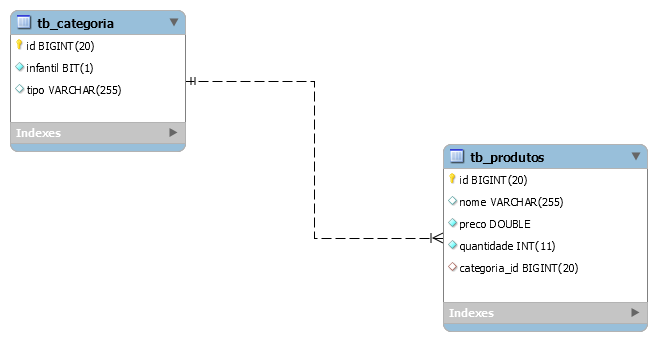 tb_categoria
id BIGINT(20)
infantil BIT(1)
tipo VARCHAR(255)
Indexes
tb_produtos
id BIGINT(20)
nome VARCHAR(255)
preco DOUBLE
quantidade INT(11)
categoria_id BIGINT(20)
Indexes